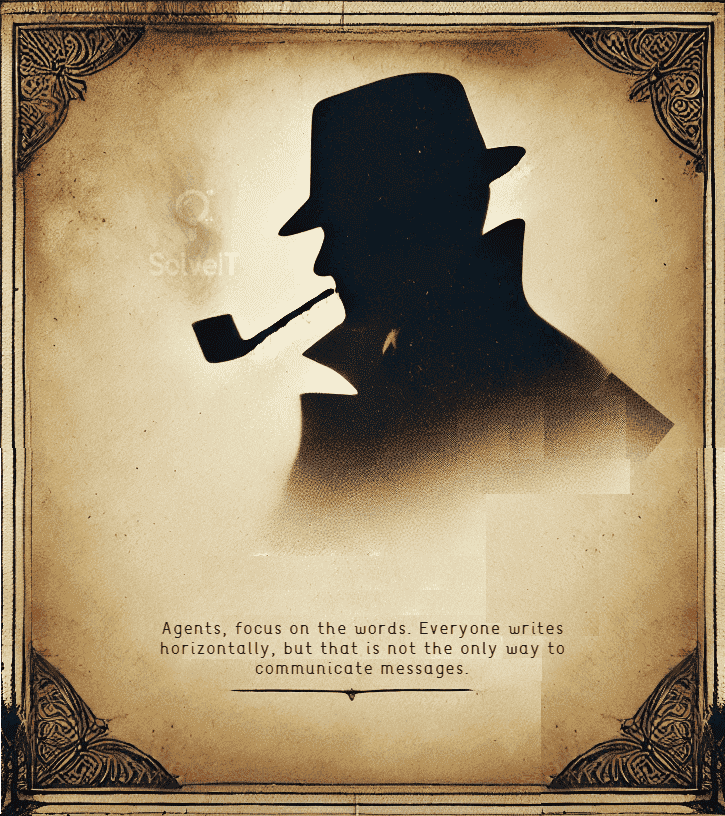 SolveIT
Agents, focus on the words. Everyone writes
horizontally, but that is not the only way to
communicate messages.